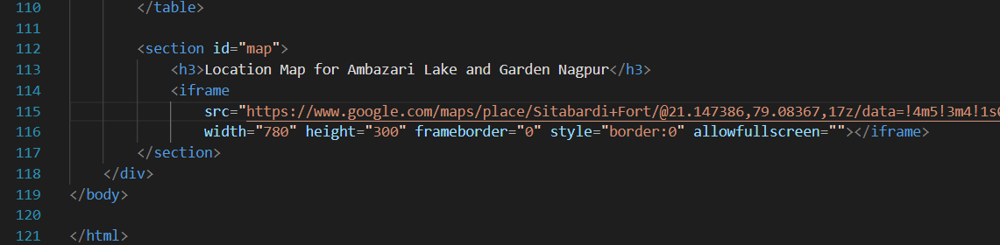 110 </table>
111
112 <section id="map">
113 <h3>Location Map for Ambazari Lake and Garden Nagpur</h3>
114 <iframe
115 src="https://www.google.com/maps/place/Sitabardi+Fort/@21.147386,79.08367,17z/data=!4m5!3m4!1s
116 width="780" height="300" frameborder="0" style="border:0" allowfullscreen=""></iframe>
117 </section>
118 </div>
119 </body>
120
121 </html>